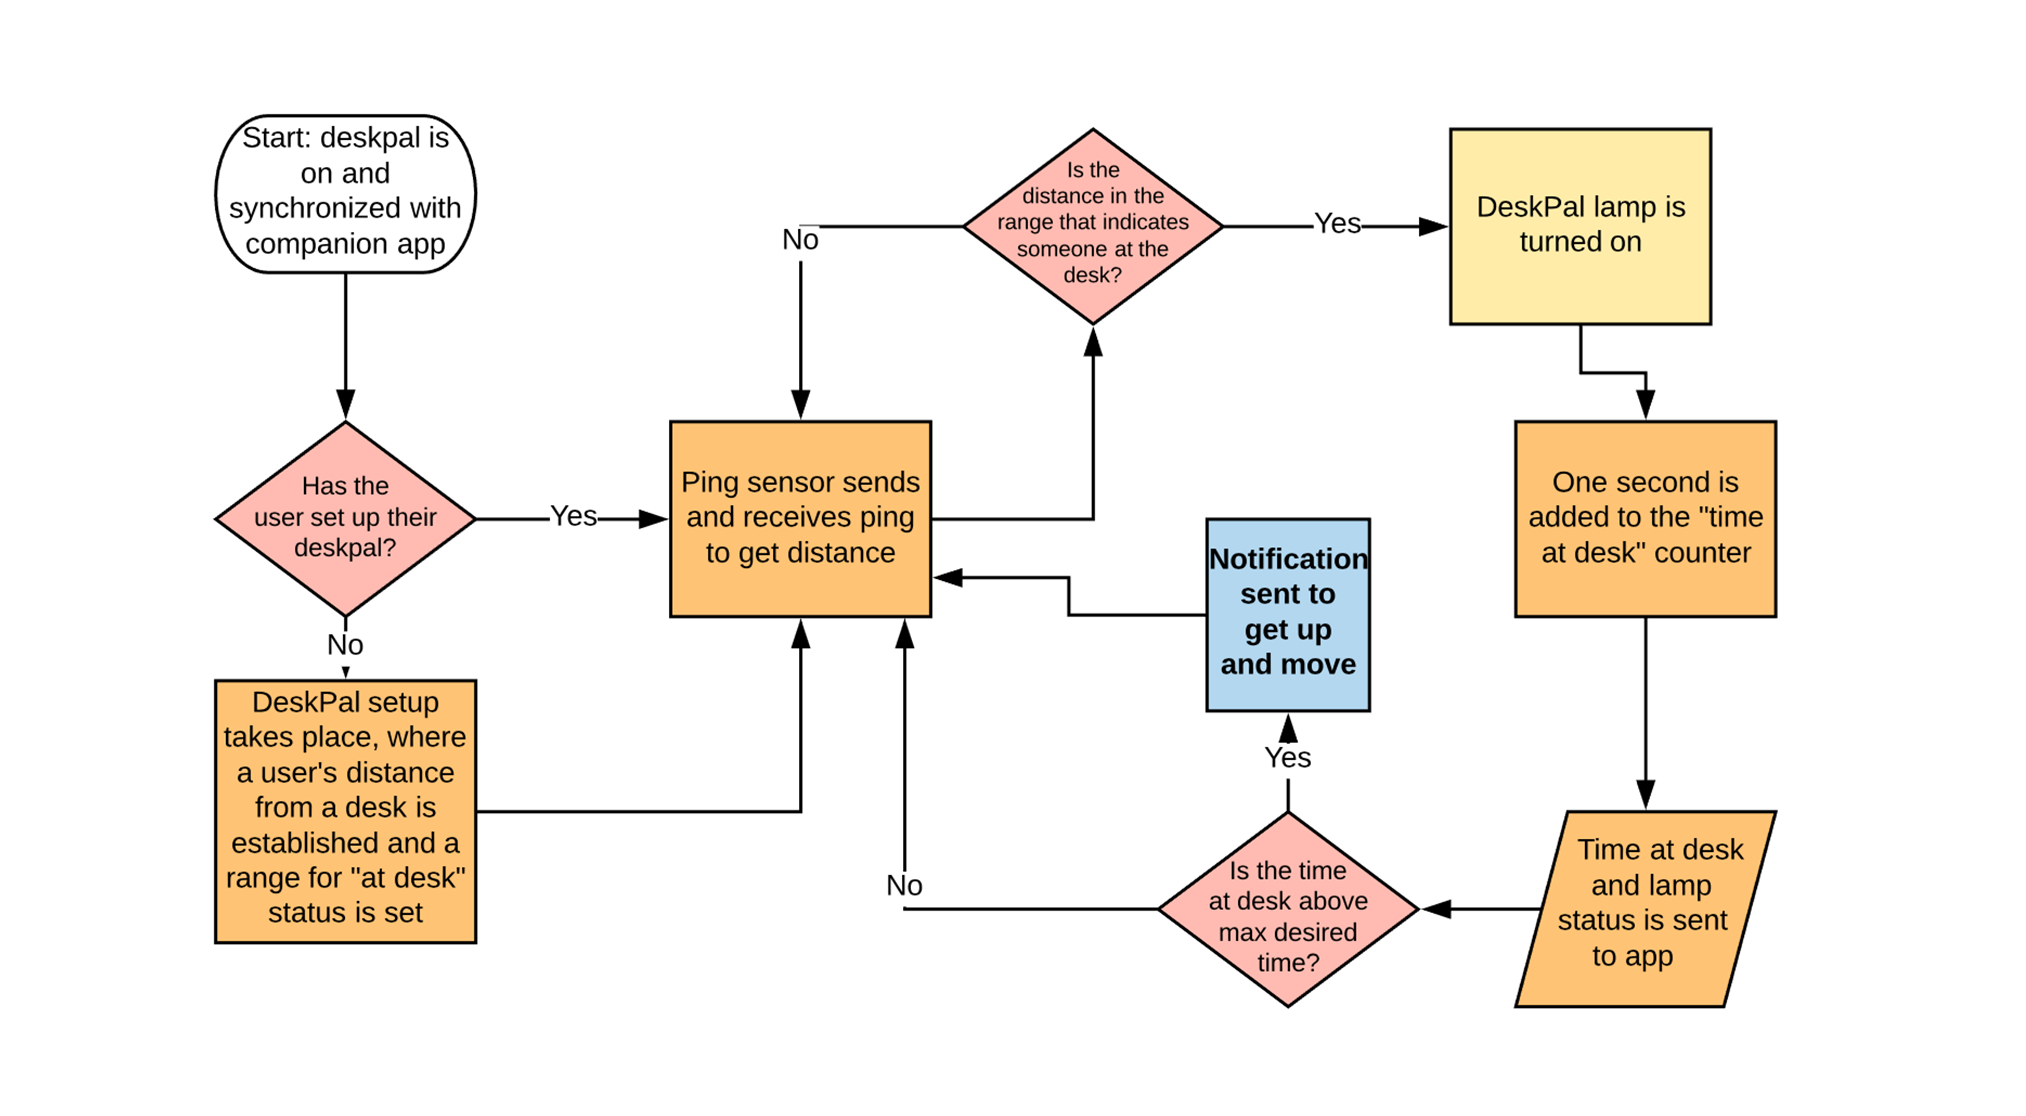 Start: deskpal is
on and
synchronized with
companion app
Has the
user set up their
deskpal?
Yes
No
DeskPal setup
takes place, where
a user's distance
from a desk is
established and a
range for "at desk"
status is set
Ping sensor sends
and receives ping
to get distance
Is the
distance in the
range that indicates
someone at the
desk?
No
Yes
DeskPal lamp is
turned on
One second is
added to the "time
at desk" counter
Time at desk
and lamp
status is sent
to app
Is the time
at desk above
max desired
time?
No
Yes
Notification
sent to
get up
and move